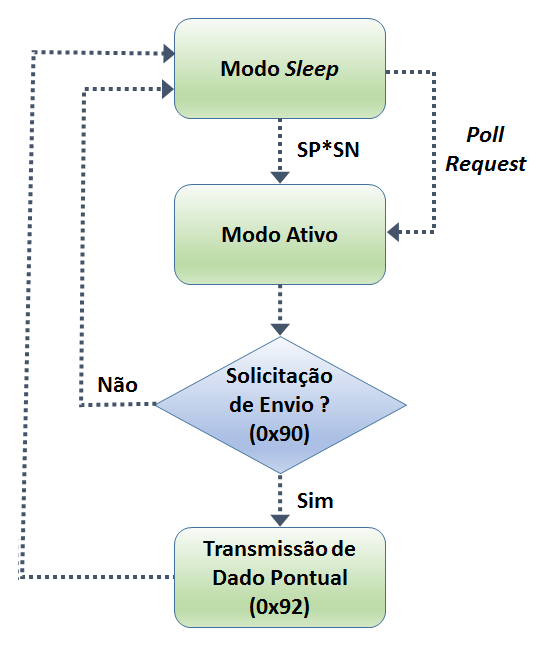 Modo Sleep
SP*SN
Poll
Request
Modo Ativo
Solicitação
de Envio ?
(0x90)
Não
Sim
Transmissão de
Dado Pontual
(0x92)